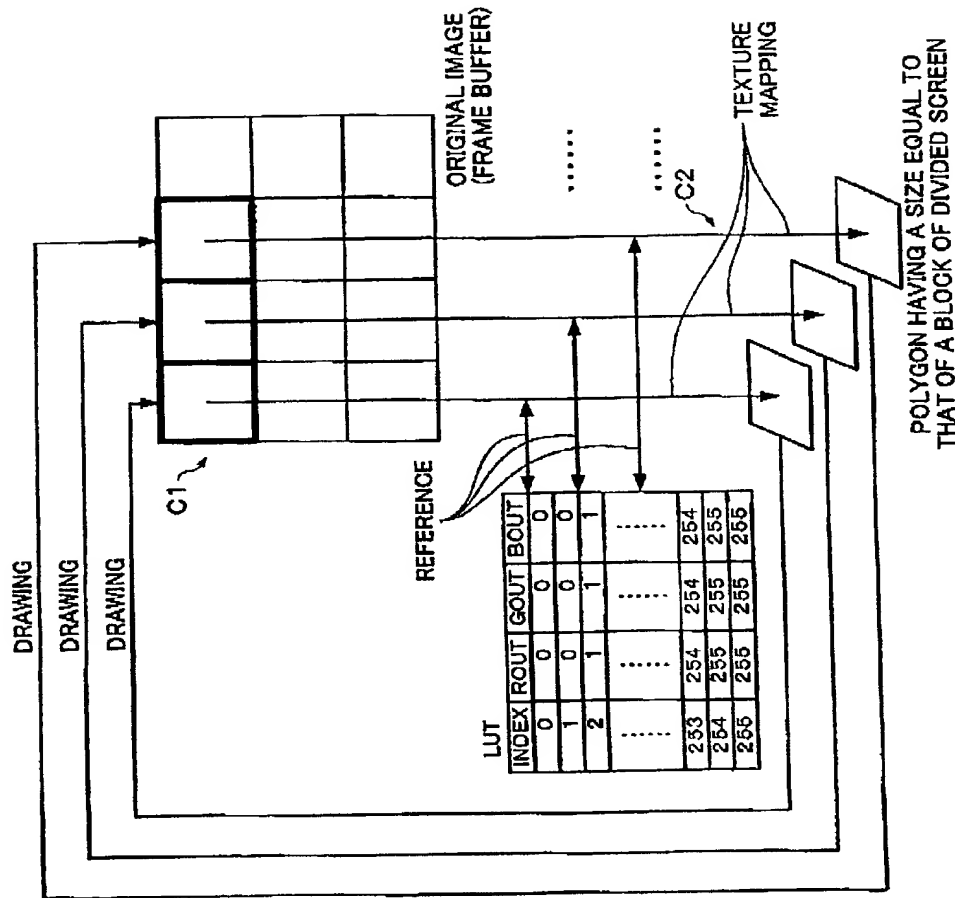 DRAWING
DRAWING
DRAWING
C1
ORIGINAL IMAGE
(FRAME BUFFER)
......
......
REFERENCE
C2
TEXTURE
MAPPING
LUT
INDEX ROUT GOUT BOUT
0 0 0 0
1 0 0 0
2 1 1 1
...... ...... ...... ......
253 254 254 254
254 255 255 255
255 255 255 255
POLYGON HAVING A SIZE EQUAL TO
THAT OF A BLOCK OF DIVIDED SCREEN